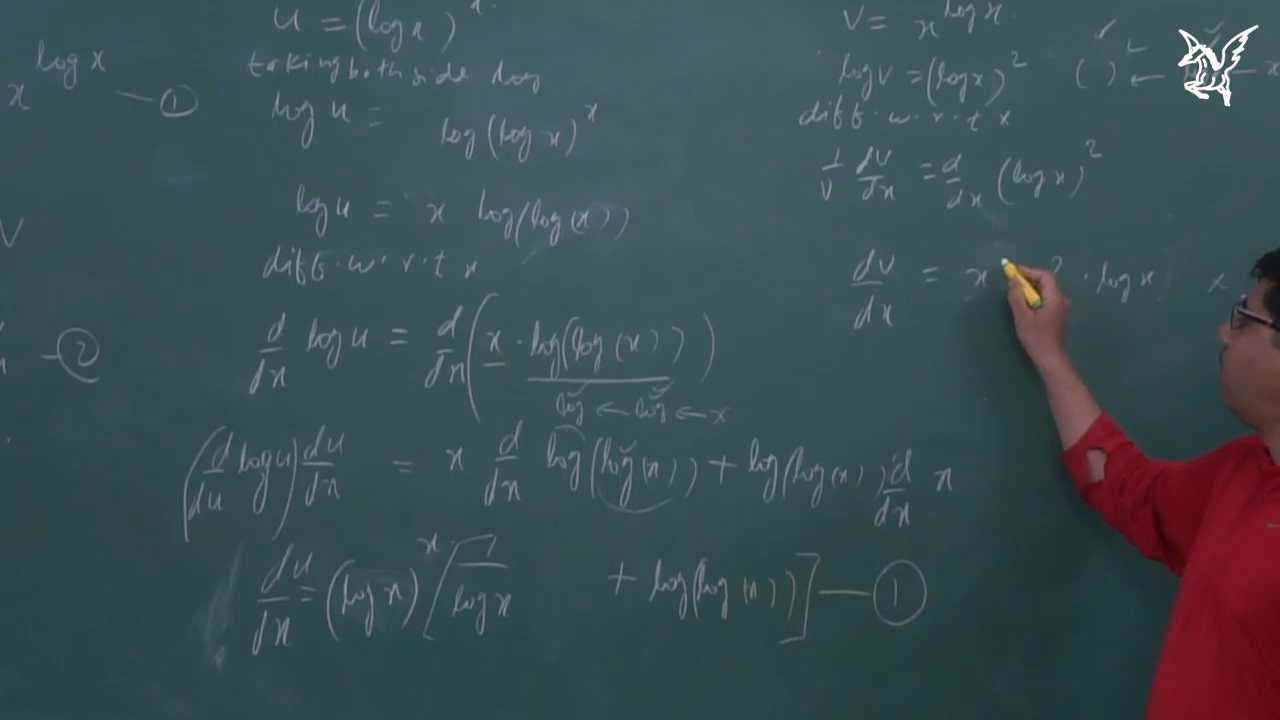 x^{log x} — ①
V
— ②
u = (log x)^x
taking both side log
log u = log (log x)^x
log u = x log(log(x))
diff. w. r. t x
d/dx log u = d/dx (x · log(log(x)))
log ← log ← x
(d/du log u) du/dx = x d/dx log(log(x)) + log(log(x)) d/dx x
du/dx = (log x)^x [1/log x + log(log(x))] — ①
V = x^{log x}
log V = (log x)^2 ( )^2 ← — x
diff. w. r. t x
1/V dV/dx = d/dx (log x)^2
dV/dx = x 2 · log x x